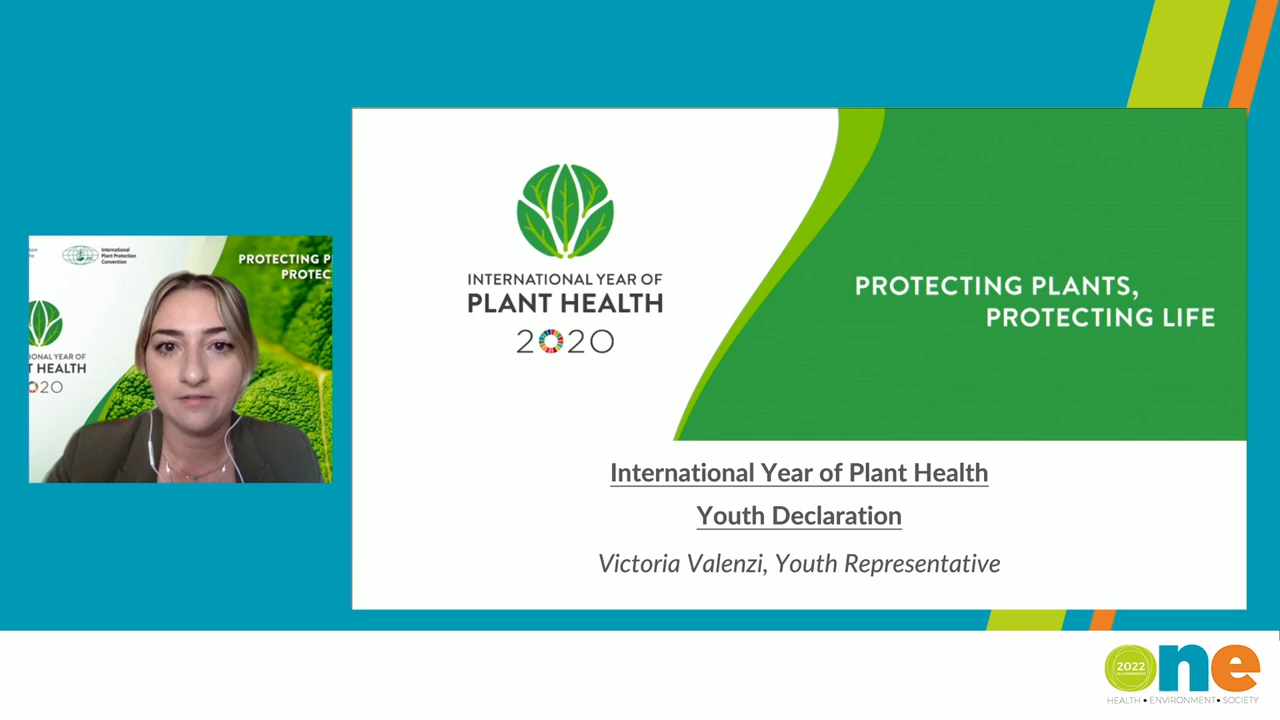 International
Plant Protection
Convention
PROTECTING
PROTEC
YEAR OF
HEALTH
20
INTERNATIONAL YEAR OF
PLANT HEALTH
2020
PROTECTING PLANTS,
PROTECTING LIFE
International Year of Plant Health
Youth Declaration
Victoria Valenzi, Youth Representative
2022
one
HEALTH • ENVIRONMENT • SOCIETY